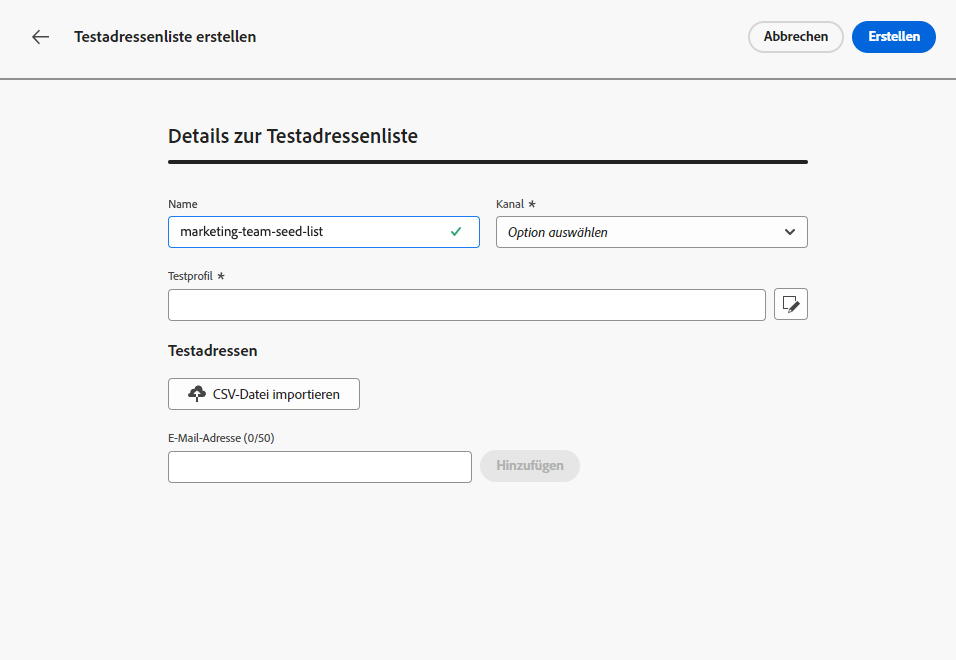 Testadressenliste erstellen
Abbrechen
Erstellen
Details zur Testadressenliste
Name
Kanal *
marketing-team-seed-list
Option auswählen
Testprofil *
Testadressen
CSV-Datei importieren
E-Mail-Adresse (0/50)
Hinzufügen